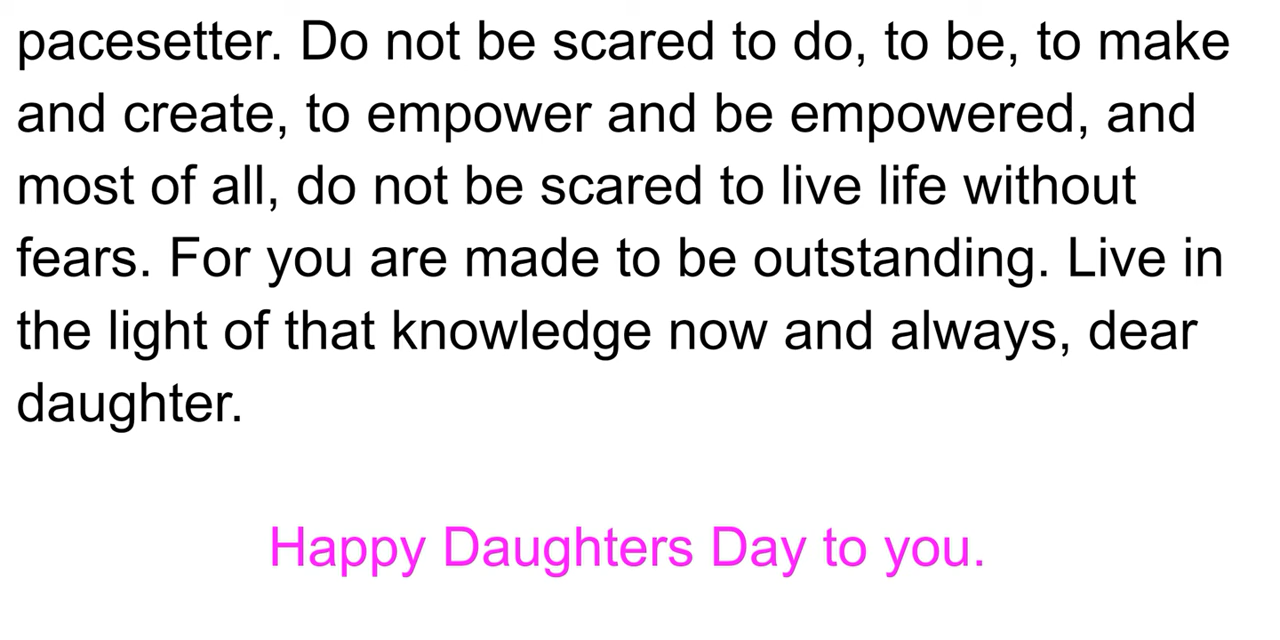 pacesetter. Do not be scared to do, to be, to make
and create, to empower and be empowered, and
most of all, do not be scared to live life without
fears. For you are made to be outstanding. Live in
the light of that knowledge now and always, dear
daughter.
Happy Daughters Day to you.